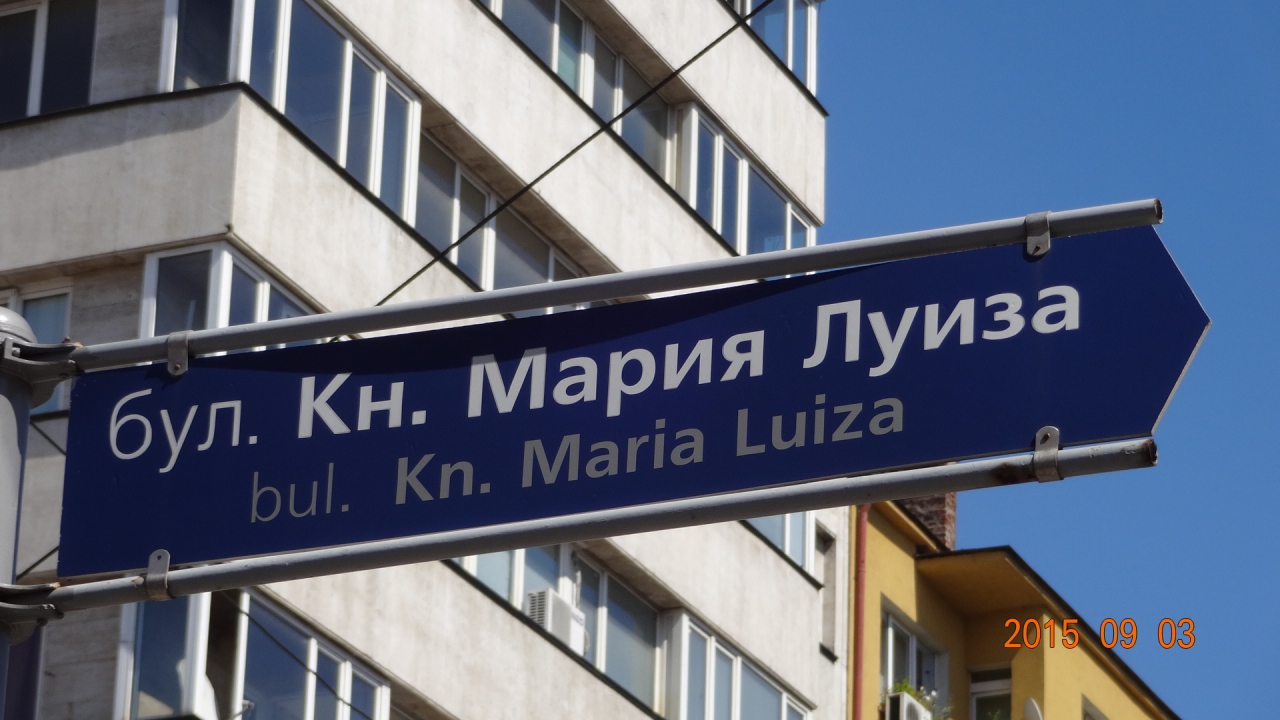 бул. Кн. Мария Луиза
bul. Kn. Maria Luiza
2015 09 03